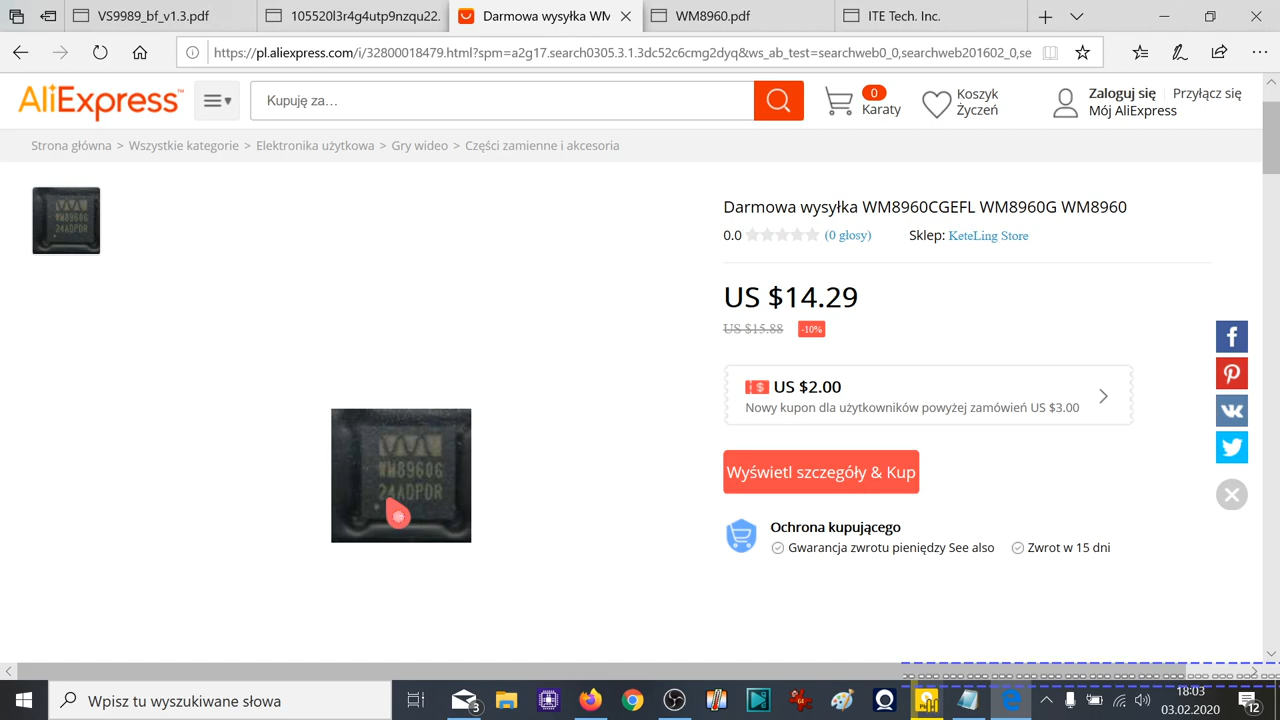 VS9989_bf_v1.3.pdf
105520l3r4g4utp9nzqu22.
Darmowa wysyłka WM
WM8960.pdf
ITE Tech. Inc.
https://pl.aliexpress.com/i/32800018479.html?spm=a2g17.search0305.3.1.3dc52c6cmg2dyq&ws_ab_test=searchweb0_0,searchweb201602_0,se
AliExpress
Kupuję za...
0
Karaty
Koszyk
Życzeń
Zaloguj się
Przyłącz się
Mój AliExpress
Strona główna > Wszystkie kategorie > Elektronika użytkowa > Gry wideo > Części zamienne i akcesoria
WM8960G
24ADPDR
Darmowa wysyłka WM8960CGEFL WM8960G WM8960
0.0 (0 głosy) Sklep: KeteLing Store
US $14.29
US $15.88 -10%
US $2.00
Nowy kupon dla użytkowników powyżej zamówień US $3.00
WM8960G
24ADPDR
Wyświetl szczegóły & Kup
Ochrona kupującego
Gwarancja zwrotu pieniędzy See also
Zwrot w 15 dni
Wpisz tu wyszukiwane słowa
3
18:03
03.02.2020
12